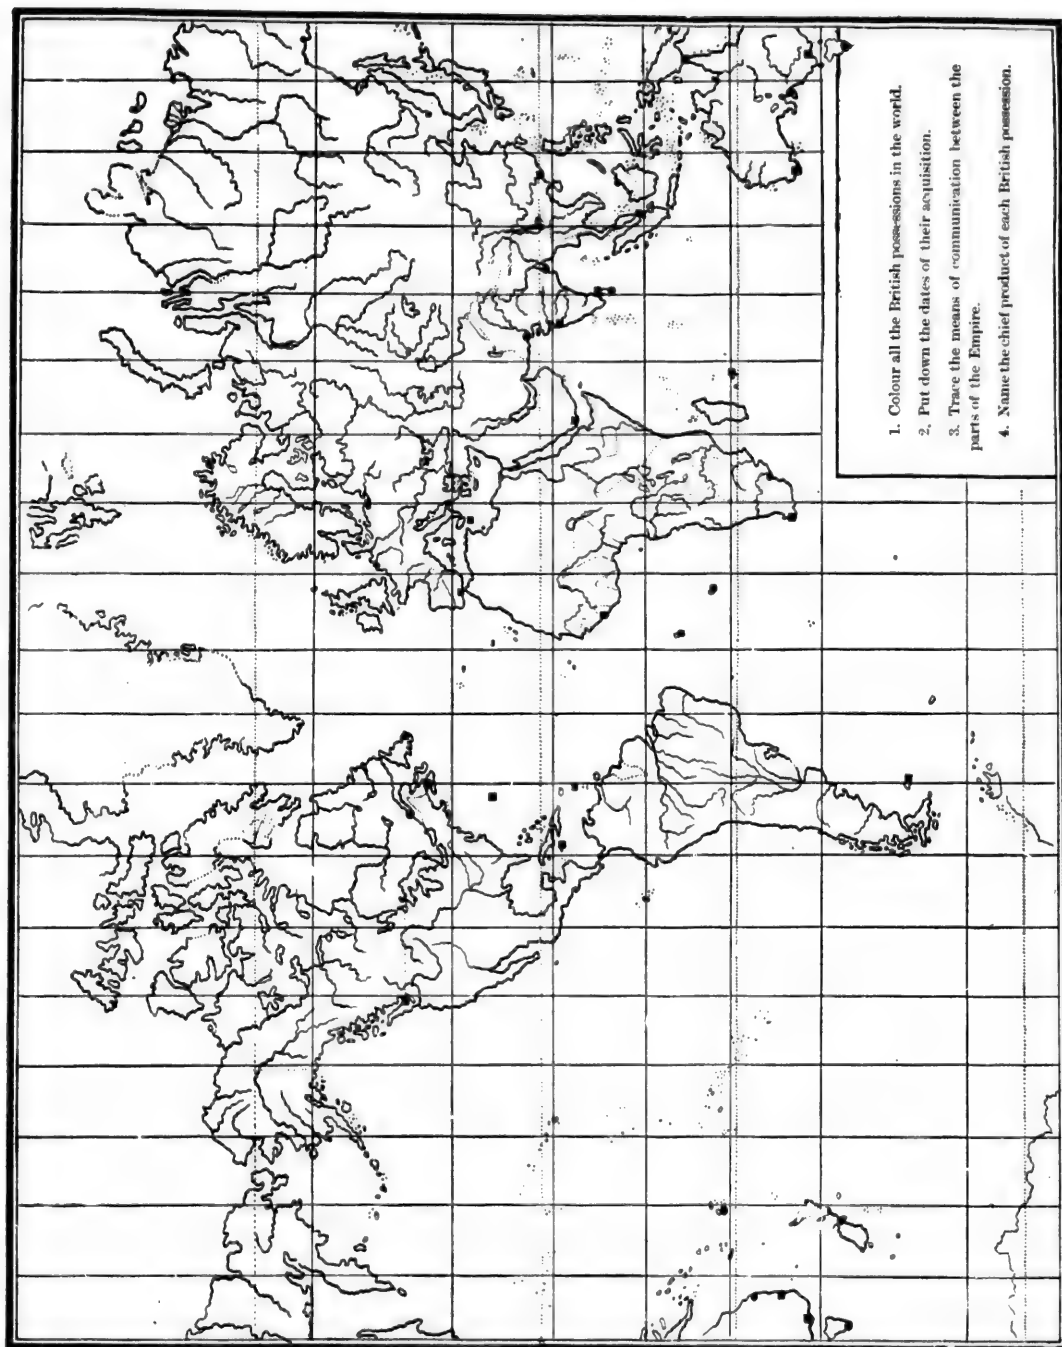 1. Colour all the British possessions in the world.
2. Put down the dates of their acquisition.
3. Trace the means of communication between the
parts of the Empire.
4. Name the chief product of each British possession.